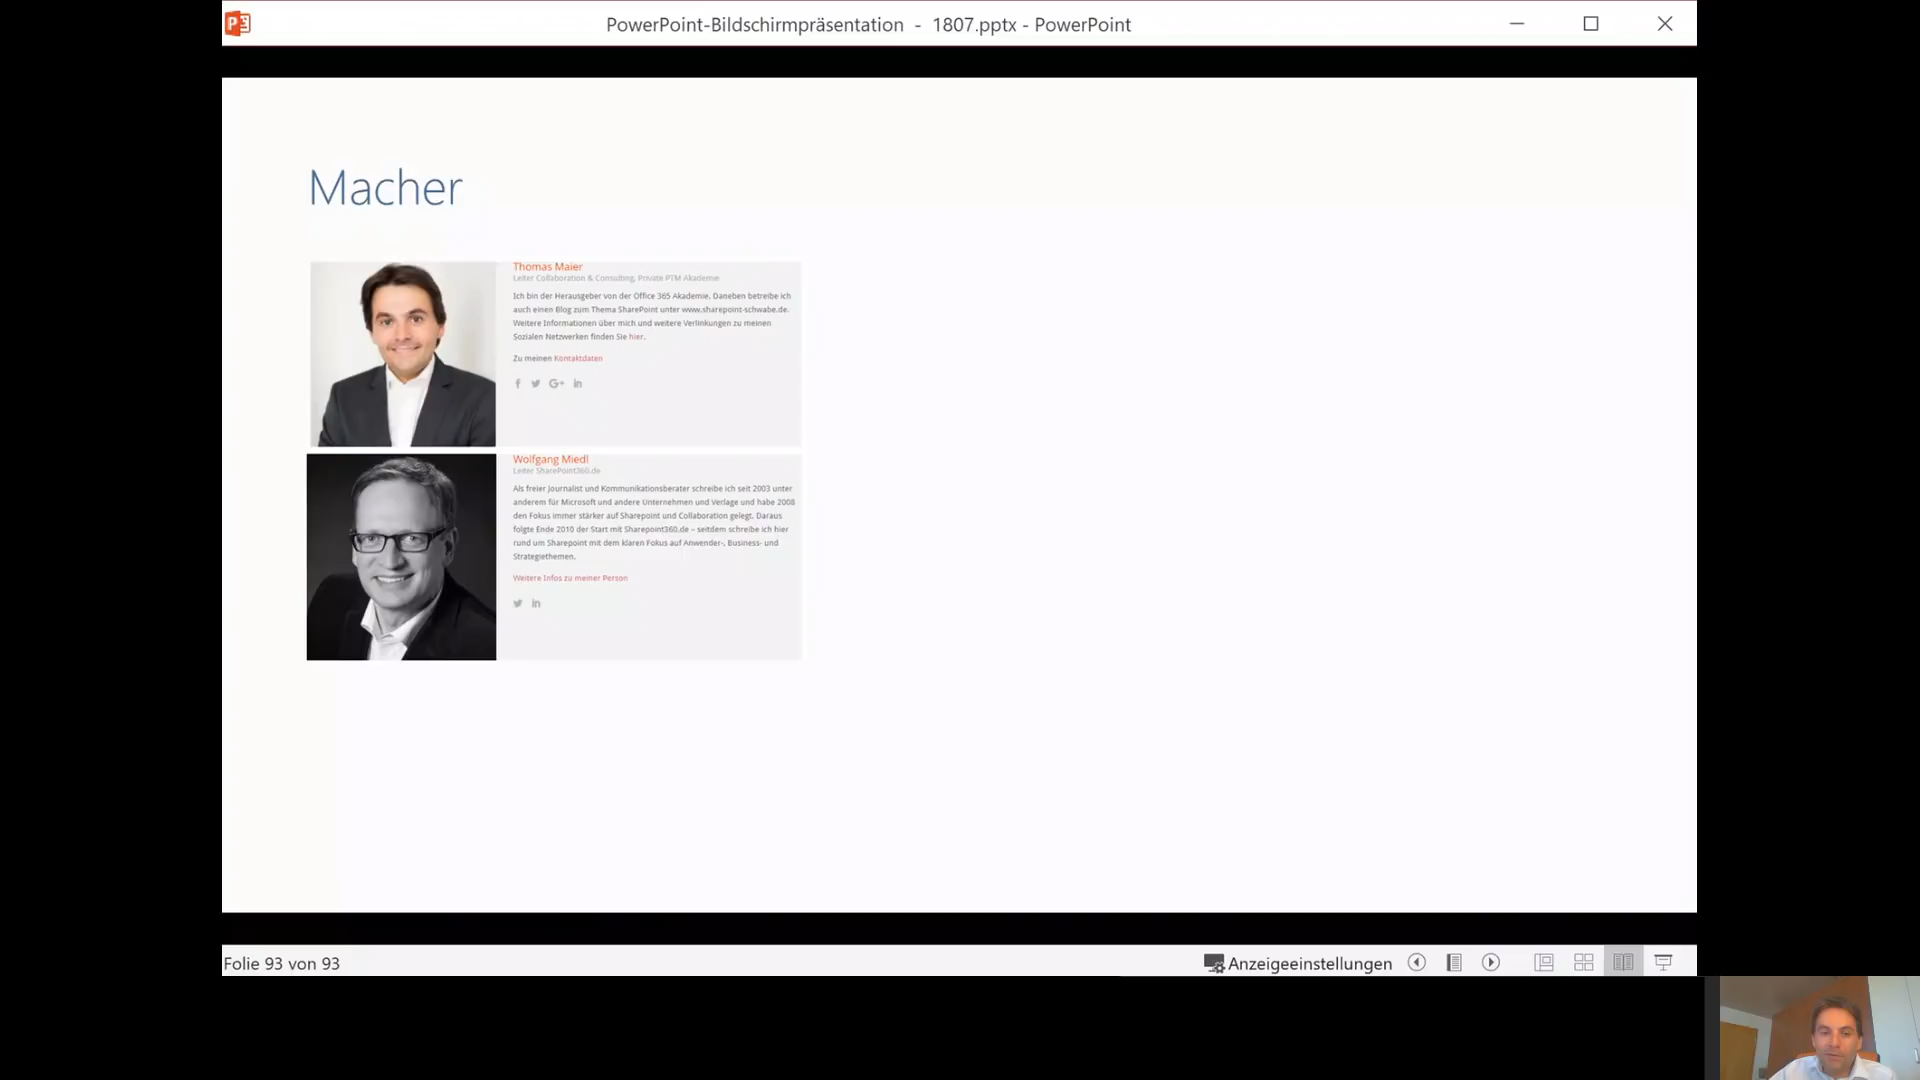 PowerPoint-Bildschirmpräsentation - 1807.pptx - PowerPoint
Macher
Thomas Maier
Leiter Collaboration & Consulting, Private PTM Akademie
Ich bin der Herausgeber von der Office 365 Akademie. Daneben betreibe ich
auch einen Blog zum Thema SharePoint unter www.sharepoint-schwabe.de.
Weitere Informationen über mich und weitere Verlinkungen zu meinen
Sozialen Netzwerken finden Sie hier.
Zu meinen Kontaktdaten
Wolfgang Miedl
Leiter SharePoint360.de
Als freier Journalist und Kommunikationsberater schreibe ich seit 2003 unter
anderem für Microsoft und andere Unternehmen und Verlage und habe 2008
den Fokus immer stärker auf Sharepoint und Collaboration gelegt. Daraus
folgte Ende 2010 der Start mit Sharepoint360.de – seitdem schreibe ich hier
rund um Sharepoint mit dem klaren Fokus auf Anwender-, Business- und
Strategiethemen.
Weitere Infos zu meiner Person
Folie 93 von 93
Anzeigeeinstellungen